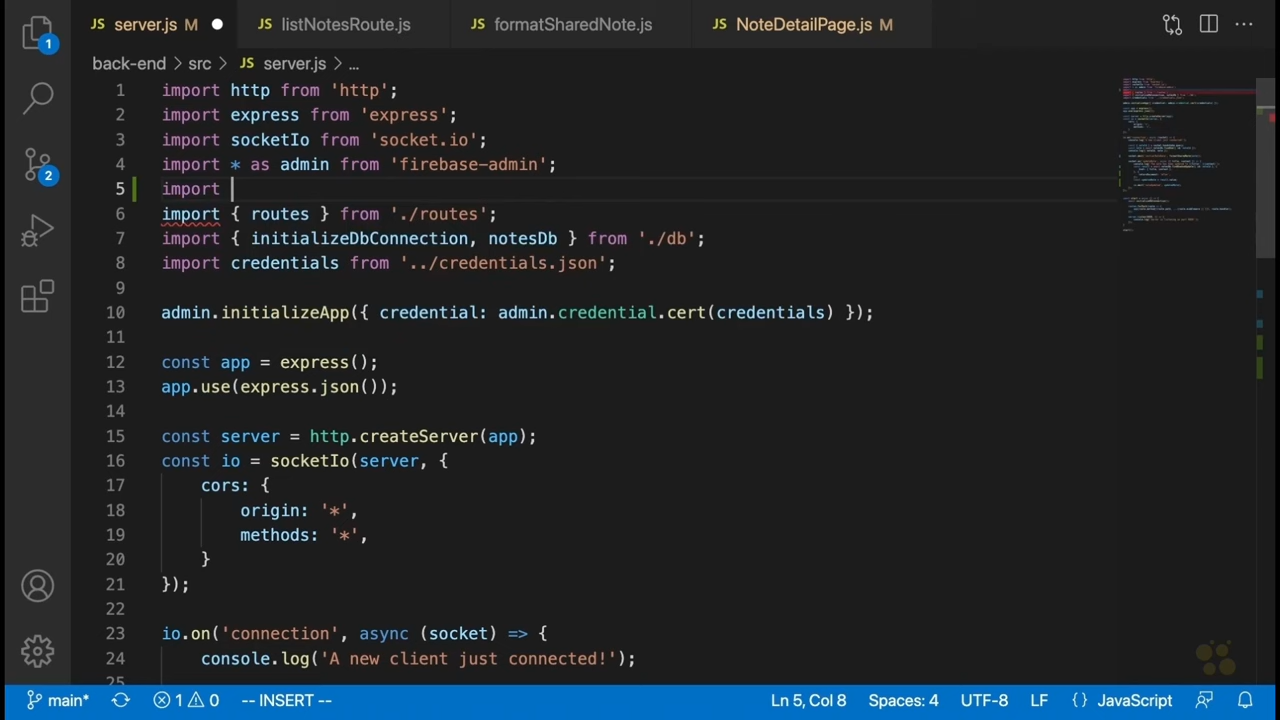 JS server.js M
JS listNotesRoute.js
JS formatSharedNote.js
JS NoteDetailPage.js M
1
2
back-end > src > JS server.js > ...
1 import http from 'http';
2 import express from 'express';
3 import socketIo from 'socket.io';
4 import * as admin from 'firebase-admin';
5 import
6 import { routes } from './routes';
7 import { initializeDbConnection, notesDb } from './db';
8 import credentials from '../credentials.json';
9
10 admin.initializeApp({ credential: admin.credential.cert(credentials) });
11
12 const app = express();
13 app.use(express.json());
14
15 const server = http.createServer(app);
16 const io = socketIo(server, {
17 cors: {
18 origin: '*',
19 methods: '*',
20 }
21 });
22
23 io.on('connection', async (socket) => {
24 console.log('A new client just connected!');
25
main* 1 0 -- INSERT -- Ln 5, Col 8 Spaces: 4 UTF-8 LF {} JavaScript